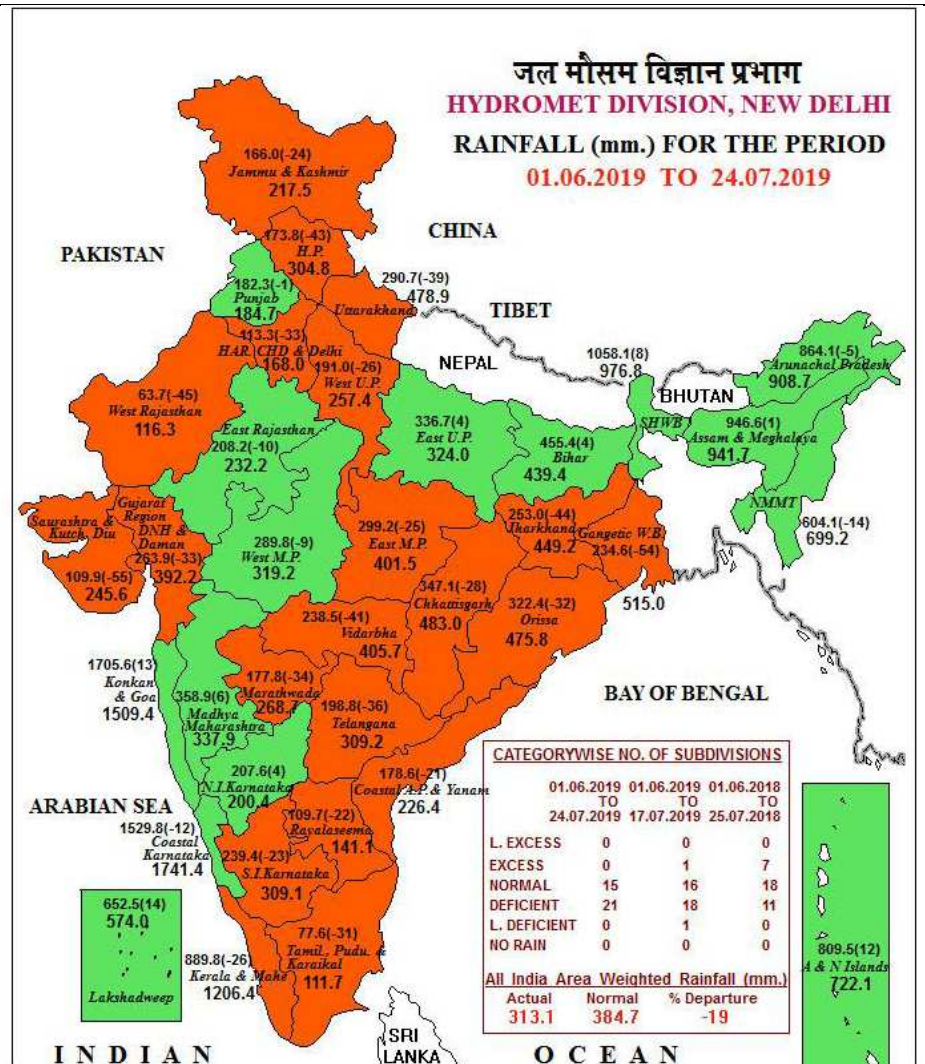 जल मौसम विज्ञान प्रभाग
HYDROMET DIVISION, NEW DELHI
RAINFALL (mm.) FOR THE PERIOD
01.06.2019 TO 24.07.2019
166.0(-24)
Jammu & Kashmir
217.5
CHINA
PAKISTAN
173.8(-43)
H.P.
304.8
182.3(-1)
Punjab
184.7
290.7(-39)
478.9
Uttarakhand
TIBET
113.3(-33)
HAR. CHD & Delhi
168.0
191.0(-26)
West U.P.
257.4
NEPAL
1058.1(8)
976.8
SHWB
BHUTAN
864.1(-5)
Arunachal Pradesh
908.7
63.7(-45)
West Rajasthan
116.3
East Rajasthan
208.2(-10)
232.2
336.7(4)
East U.P.
324.0
455.4(4)
Bihar
439.4
946.6(1)
Assam & Meghalaya
941.7
NMMT
604.1(-14)
699.2
Saurashtra &
Kutch, Diu
109.9(-55)
245.6
Gujarat
Region
DNH &
Daman
263.9(-33)
392.2
289.8(-9)
West M.P.
319.2
299.2(-25)
East M.P.
401.5
253.0(-44)
Jharkhand
449.2
Gangetic W.B.
234.6(-54)
515.0
347.1(-28)
Chhattisgarh
483.0
322.4(-32)
Orissa
475.8
238.5(-41)
Vidarbha
405.7
1705.6(13)
Konkan
& Goa
1509.4
358.9(6)
Madhya
Maharashtra
337.9
177.8(-34)
Marathwada
268.7
198.8(-36)
Telangana
309.2
BAY OF BENGAL
207.6(4)
N.I.Karnataka
200.4
178.6(-21)
Coastal A.P. & Yanam
226.4
ARABIAN SEA
1529.8(-12)
Coastal
Karnataka
1741.4
109.7(-22)
Rayalaseema
141.1
239.4(-23)
S.I.Karnataka
309.1
652.5(14)
574.0
Lakshadweep
889.8(-26)
Kerala & Mahe
1206.4
77.6(-31)
Tamil., Pudu. &
Karaikal
111.7
CATEGORYWISE NO. OF SUBDIVISIONS
01.06.2019 01.06.2019 01.06.2018
TO TO TO
24.07.2019 17.07.2019 25.07.2018
L. EXCESS 0 0 0
EXCESS 0 1 7
NORMAL 15 16 18
DEFICIENT 21 18 11
L. DEFICIENT 0 1 0
NO RAIN 0 0 0
All India Area Weighted Rainfall (mm.)
Actual Normal % Departure
313.1 384.7 -19
809.5(12)
A & N Islands
722.1
SRI
LANKA
INDIAN OCEAN